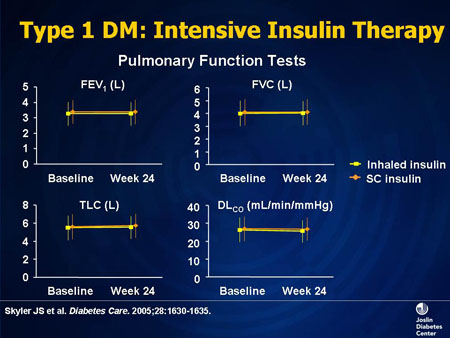 Type 1 DM: Intensive Insulin Therapy
Pulmonary Function Tests
FEV1 (L)
5
4
3
2
1
0
Baseline Week 24
FVC (L)
6
5
4
3
2
1
0
Baseline Week 24
Inhaled insulin
SC insulin
TLC (L)
8
6
4
2
0
Baseline Week 24
DLCO (mL/min/mmHg)
40
30
20
10
0
Baseline Week 24
Skyler JS et al. Diabetes Care. 2005;28:1630-1635.
Joslin
Diabetes
Center